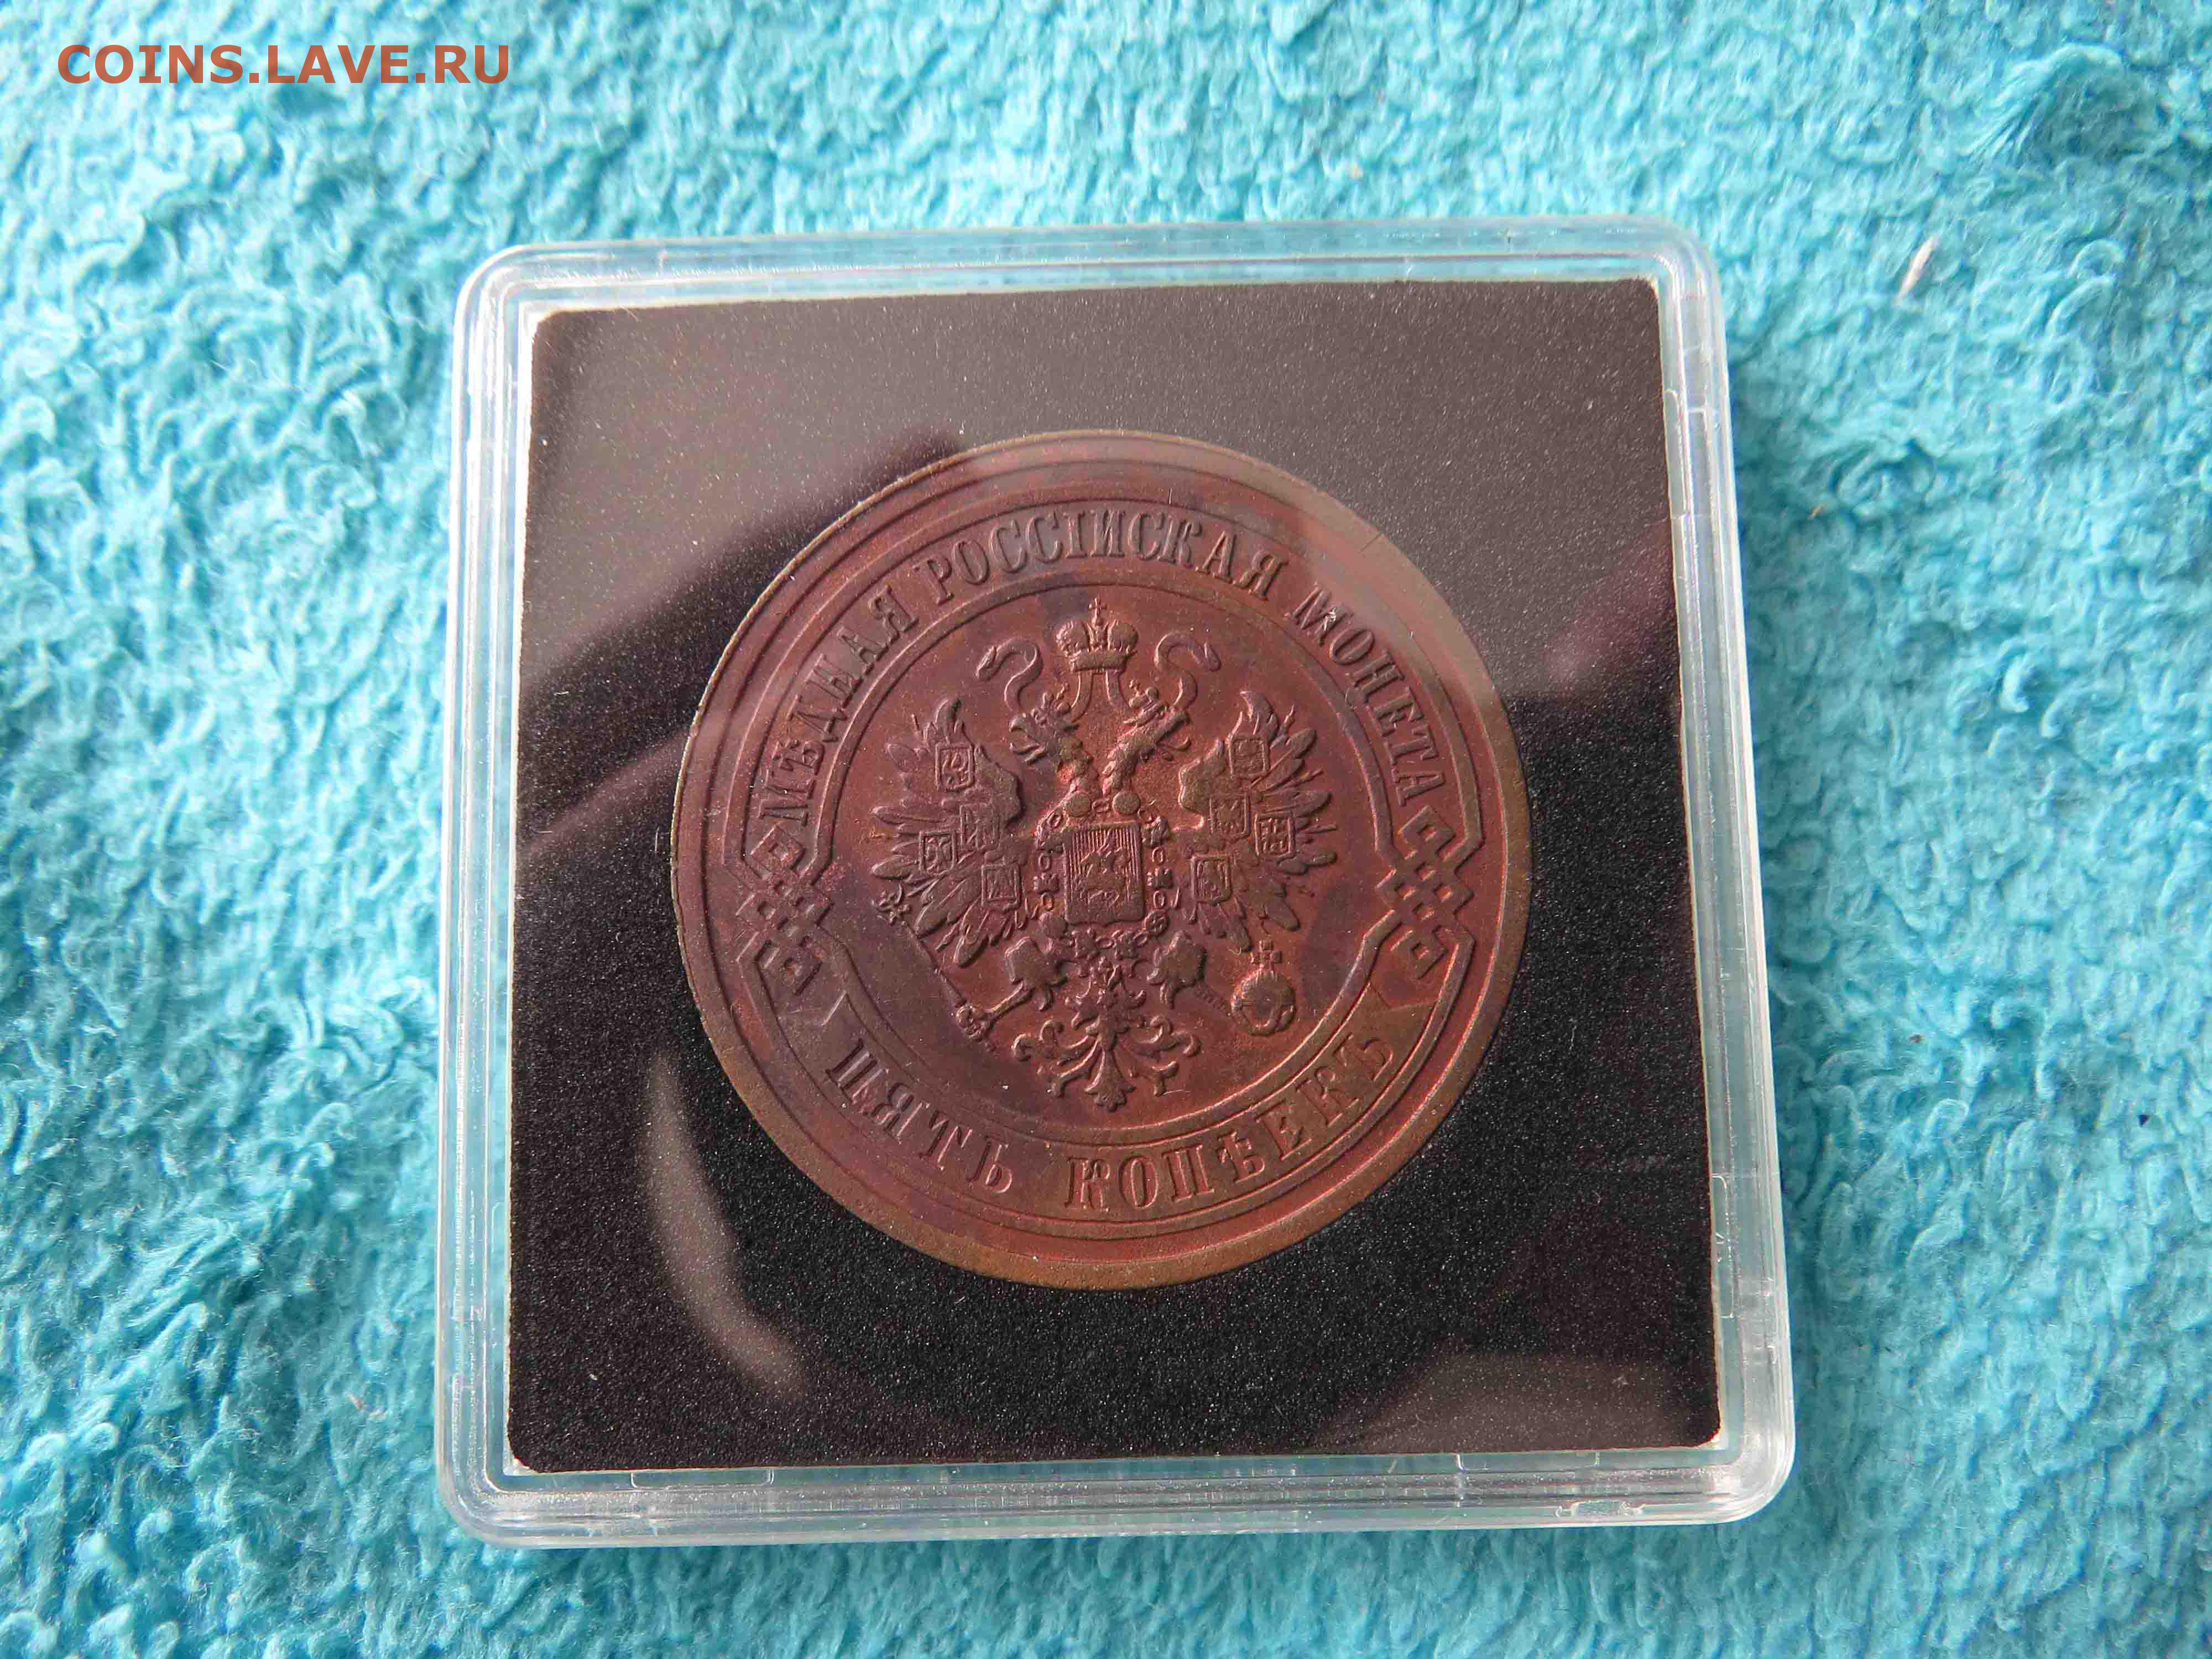 COINS.LAVE.RU
МѢДНАЯ РОССІЙСКАЯ МОНЕТА
ПЯТЬ КОПѢЕКЪ